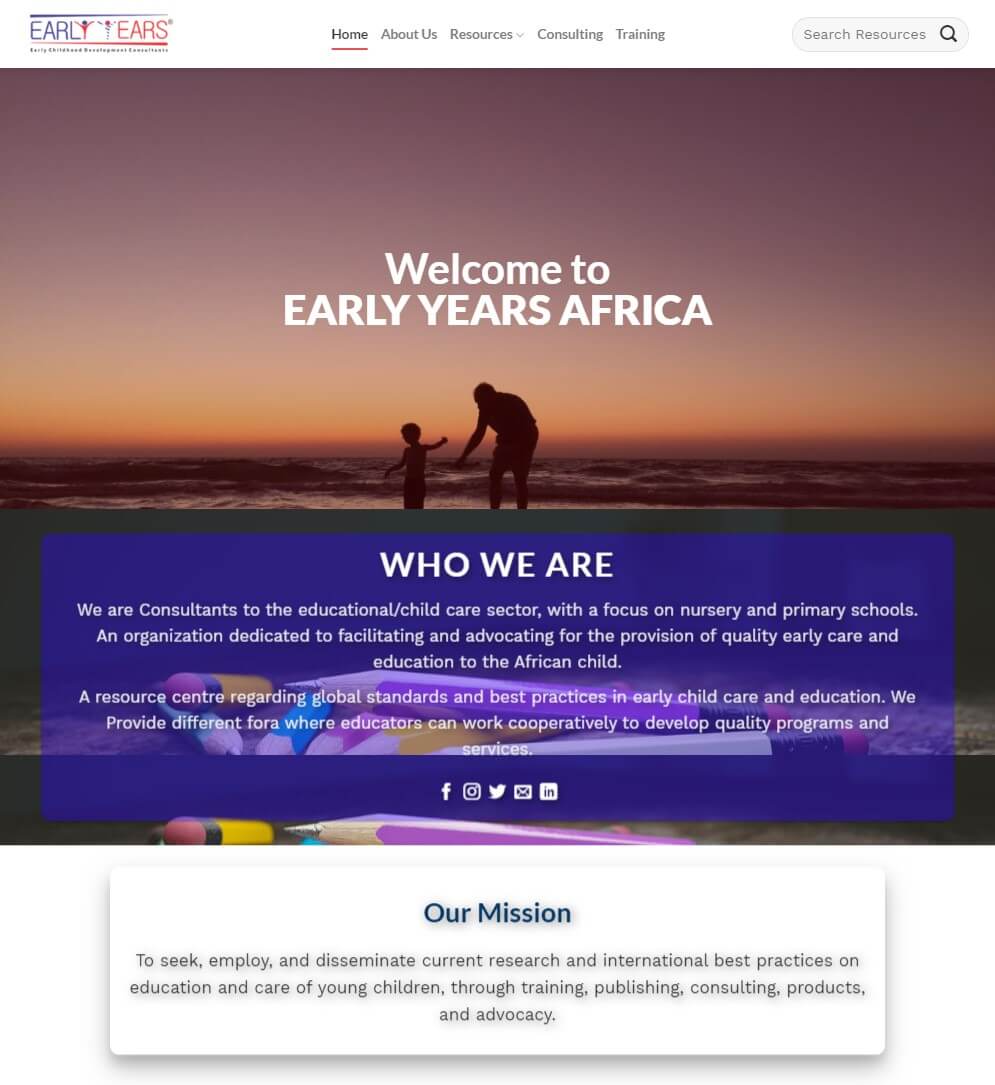 EARLY YEARS®
Early Childhood Development Consultants
Home About Us Resources Consulting Training
Search Resources
Welcome to
EARLY YEARS AFRICA
WHO WE ARE
We are Consultants to the educational/child care sector, with a focus on nursery and primary schools.
An organization dedicated to facilitating and advocating for the provision of quality early care and
education to the African child.
A resource centre regarding global standards and best practices in early child care and education. We
Provide different fora where educators can work cooperatively to develop quality programs and
services.
Our Mission
To seek, employ, and disseminate current research and international best practices on
education and care of young children, through training, publishing, consulting, products,
and advocacy.